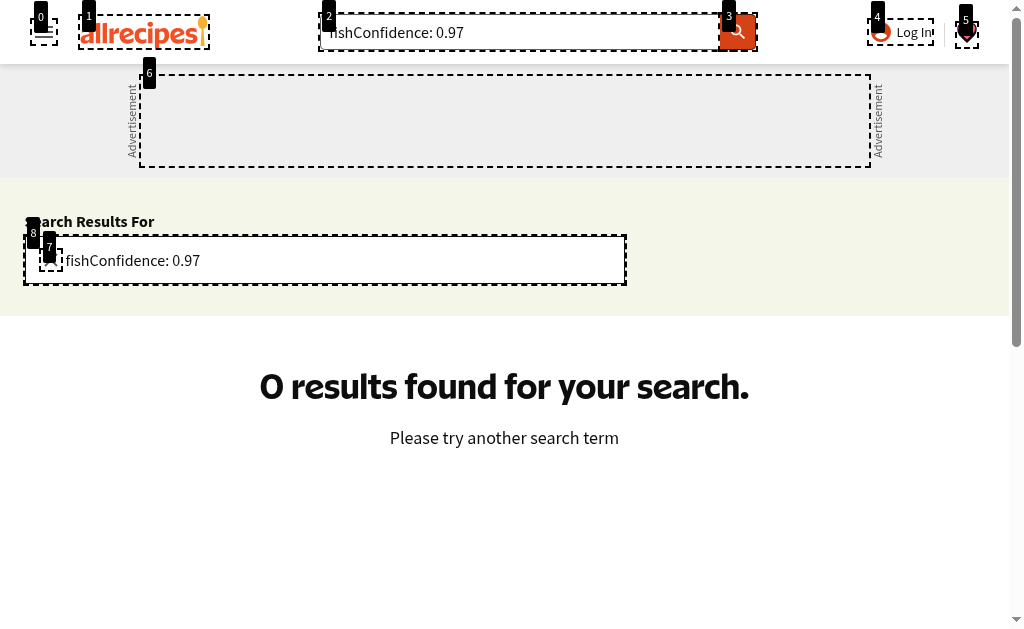 0
1
allrecipes
2
fishConfidence: 0.97
3
4
Log In
5
6
Advertisement
Advertisement
Search Results For
8
7
fishConfidence: 0.97
0 results found for your search.
Please try another search term